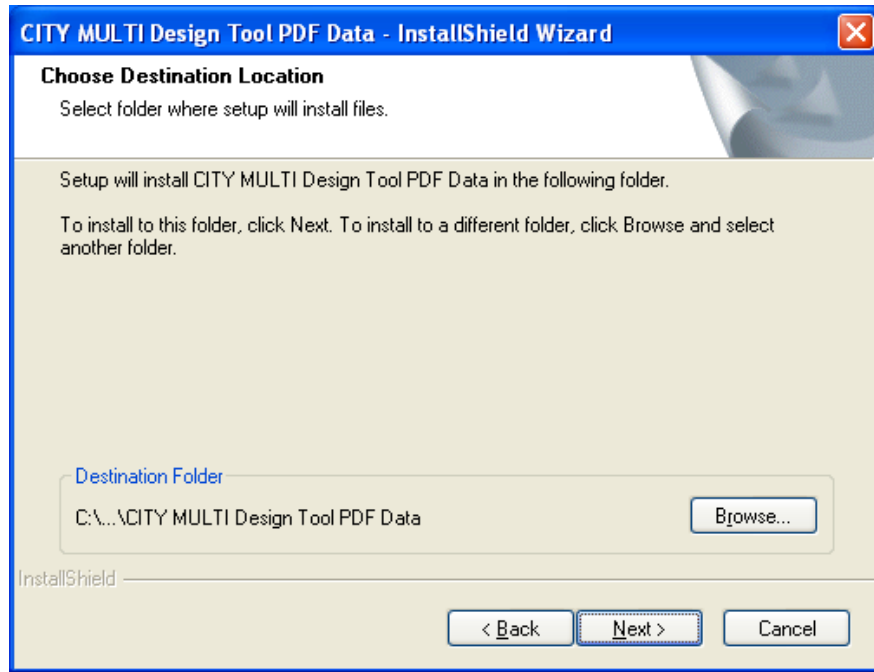 CITY MULTI Design Tool PDF Data - InstallShield Wizard
Choose Destination Location
Select folder where setup will install files.
Setup will install CITY MULTI Design Tool PDF Data in the following folder.
To install to this folder, click Next. To install to a different folder, click Browse and select
another folder.
Destination Folder
C:\...\CITY MULTI Design Tool PDF Data
Browse...
InstallShield
< Back
Next >
Cancel